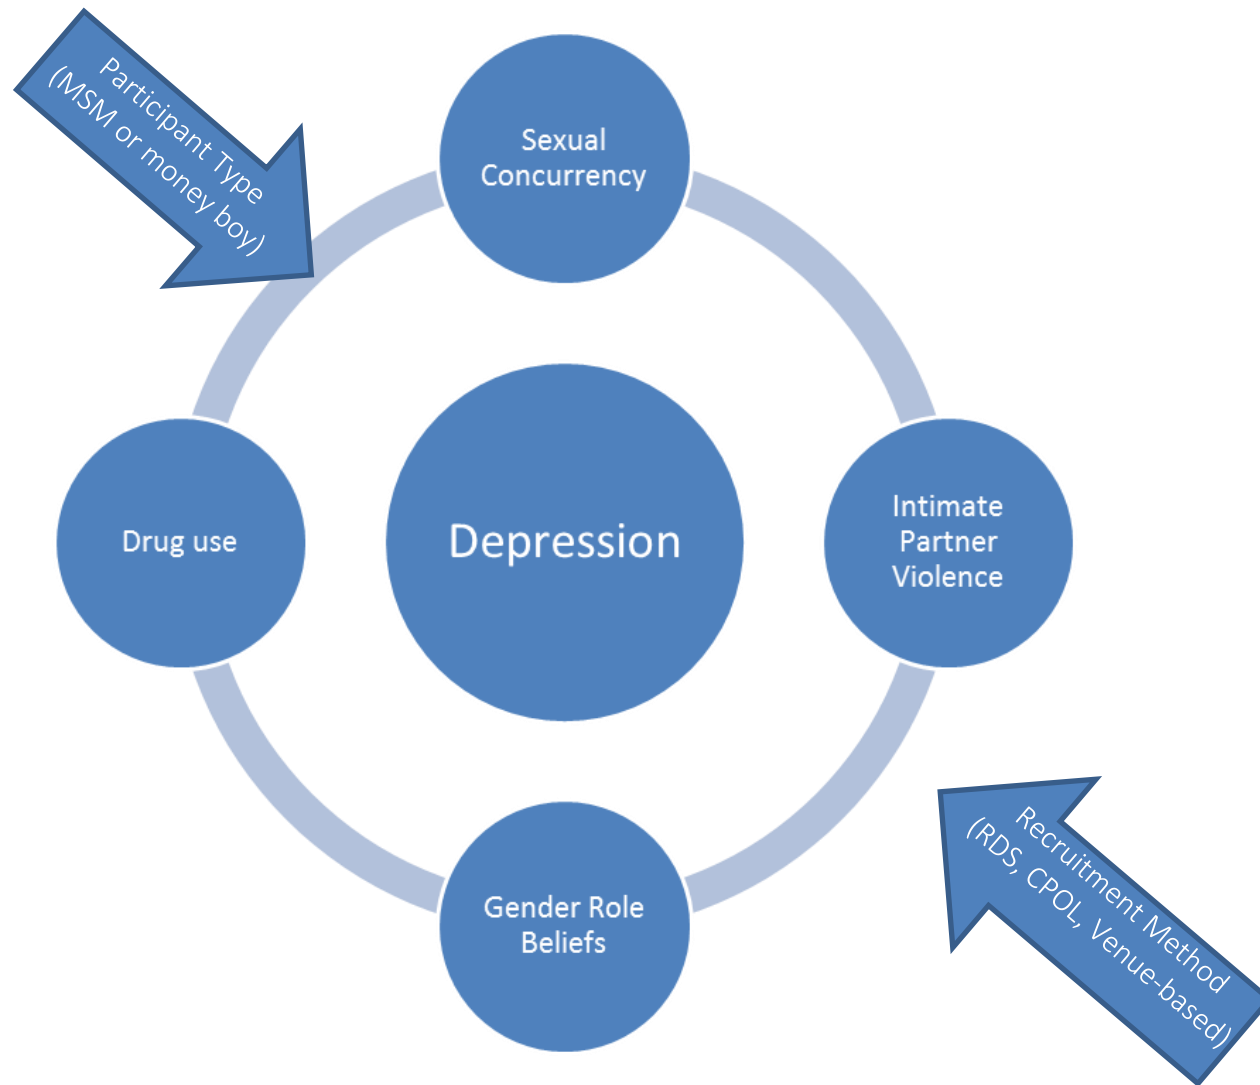 Participant Type
(MSM or money boy)
Sexual
Concurrency
Drug use
Depression
Intimate
Partner
Violence
Gender Role
Beliefs
Recruitment Method
(RDS, CPOL, Venue-based)